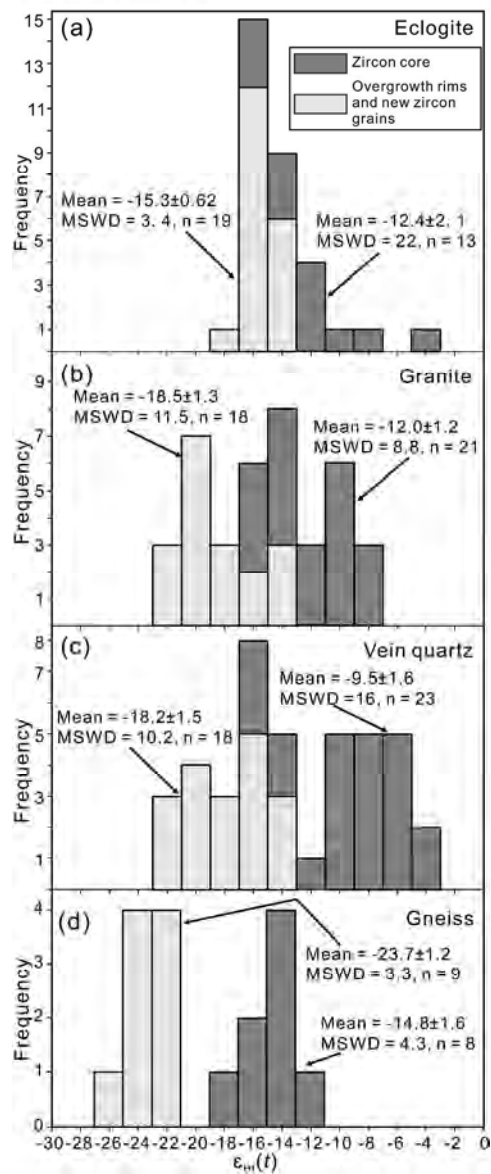 (a)
Eclogite
Zircon core
Overgrowth rims
and new zircon
grains
Frequency
15
13
11
9
7
5
3
1
Mean = -15.3±0.62
MSWD = 3. 4, n = 19
Mean = -12.4±2. 1
MSWD = 22, n = 13
(b)
Granite
Frequency
9
7
5
3
1
Mean = -18.5±1.3
MSWD = 11.5, n = 18
Mean = -12.0±1.2
MSWD = 8.8, n = 21
(c)
Vein quartz
Frequency
8
7
5
3
1
Mean = -9.5±1.6
MSWD = 16, n = 23
Mean = -18.2±1.5
MSWD = 10.2, n = 18
(d)
Gneiss
Frequency
4
3
2
1
0
Mean = -23.7±1.2
MSWD = 3.3, n = 9
Mean = -14.8±1.6
MSWD = 4.3, n = 8
-30 -28 -26 -24 -22 -20 -18 -16 -14 -12 -10 -8 -6 -4 -2 0
εHf(t)